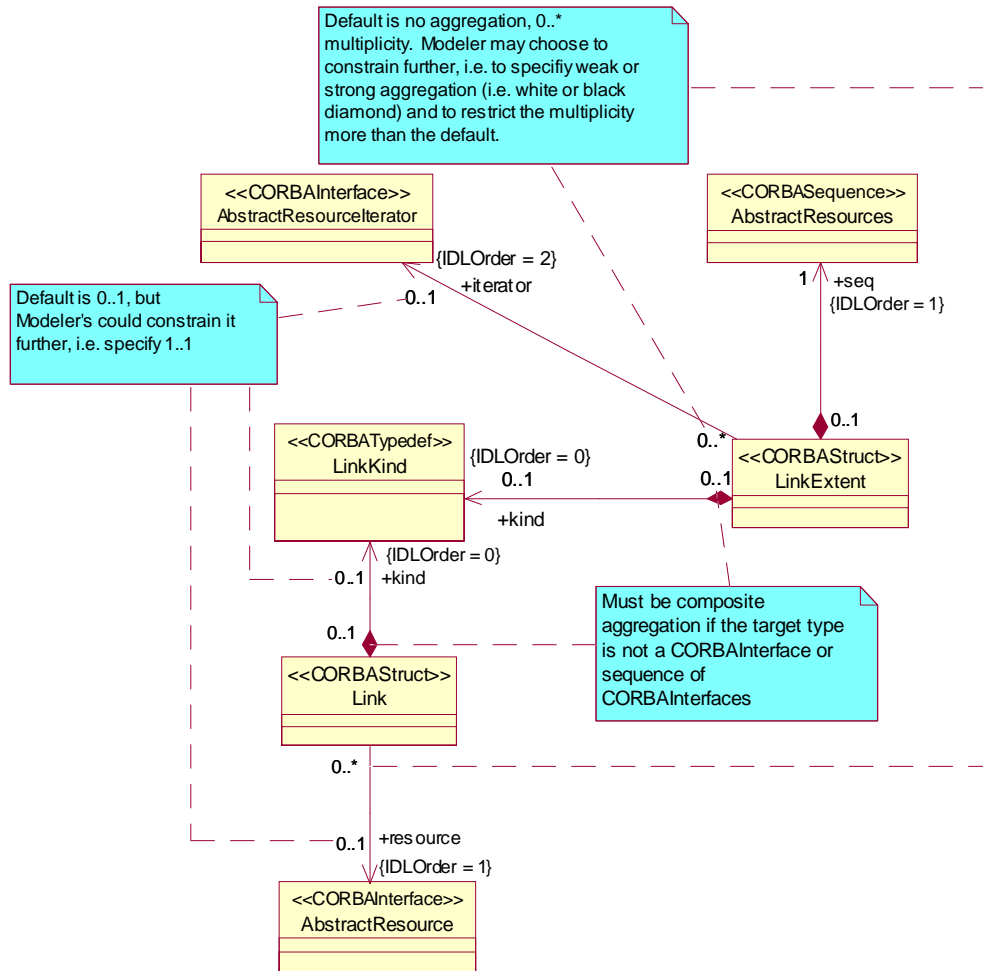 Default is no aggregation, 0..*
multiplicity. Modeler may choose to
constrain further, i.e. to specifiy weak or
strong aggregation (i.e. white or black
diamond) and to restrict the multiplicity
more than the default.
<<CORBAInterface>>
AbstractResourceIterator
<<CORBASequence>>
AbstractResources
{IDLOrder = 2}
+iterator
0..1
1
+seq
{IDLOrder = 1}
Default is 0..1, but
Modeler's could constrain it
further, i.e. specify 1..1
0..1
0..*
<<CORBATypedef>>
LinkKind
{IDLOrder = 0}
0..1
+kind
0..1
<<CORBAStruct>>
LinkExtent
{IDLOrder = 0}
0..1
+kind
Must be composite
aggregation if the target type
is not a CORBAInterface or
sequence of
CORBAInterfaces
0..1
<<CORBAStruct>>
Link
0..*
0..1
+resource
{IDLOrder = 1}
<<CORBAInterface>>
AbstractResource